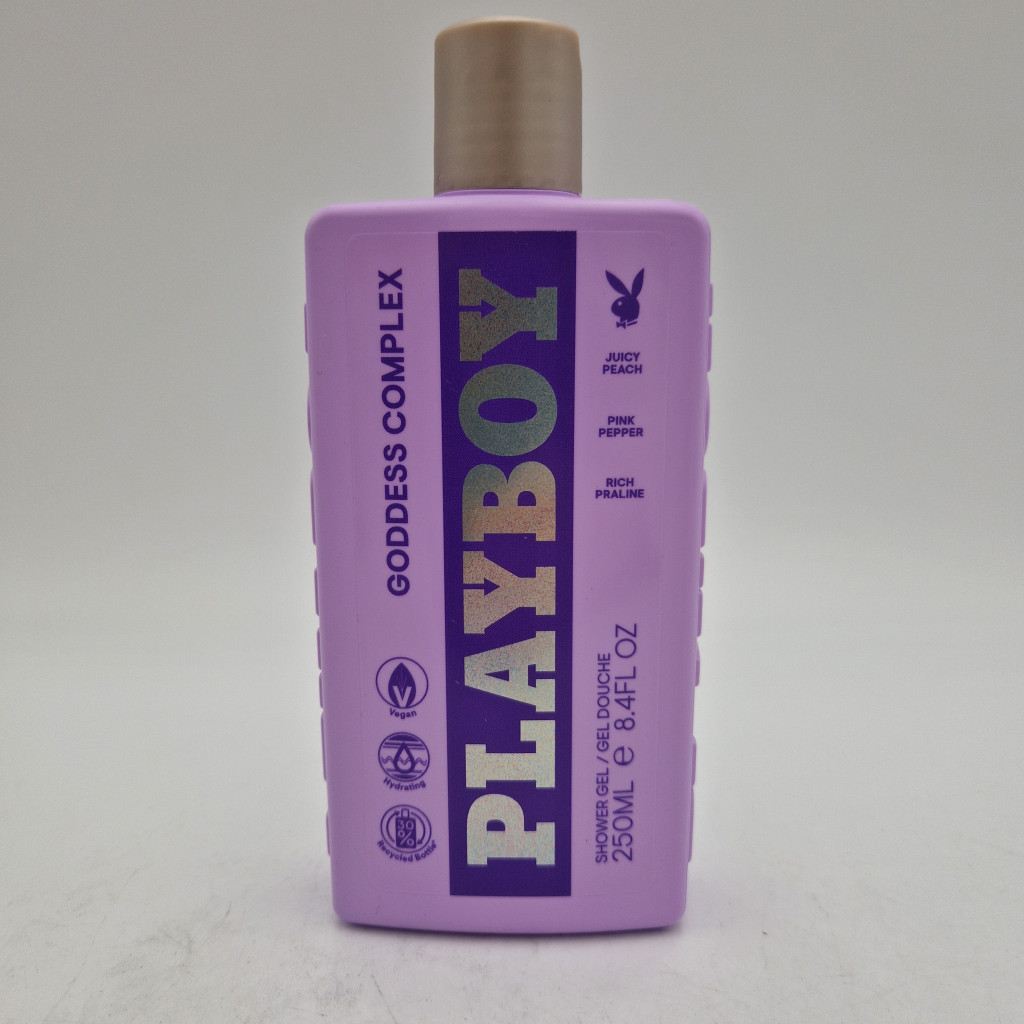 GODDESS COMPLEX
PLAYBOY
JUICY
PEACH
PINK
PEPPER
RICH
PRALINE
SHOWER GEL / GEL DOUCHE
250ML e 8.4FL OZ
V
Vegan
Hydrating
30
%
Recycled Bottle